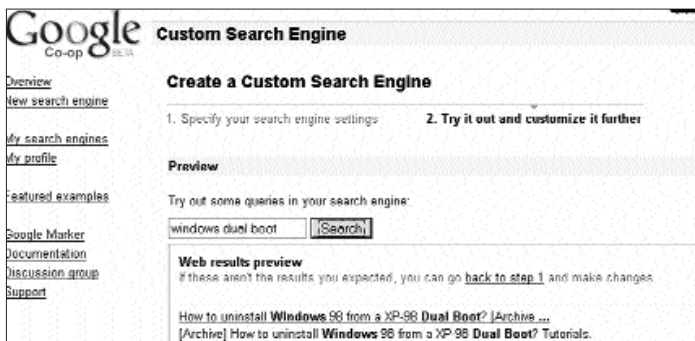 Google
Co-op BETA
Custom Search Engine
Overview
New search engine
My search engines
My profile
Featured examples
Google Marker
Documentation
Discussion group
Support
Create a Custom Search Engine
1. Specify your search engine settings
2. Try it out and customize it further
Preview
Try out some queries in your search engine:
windows dual boot
Search
Web results preview
If these aren't the results you expected, you can go back to step 1 and make changes
How to uninstall Windows 98 from a XP-98 Dual Boot? [Archive ...
[Archive] How to uninstall Windows 98 from a XP-98 Dual Boot? Tutorials.